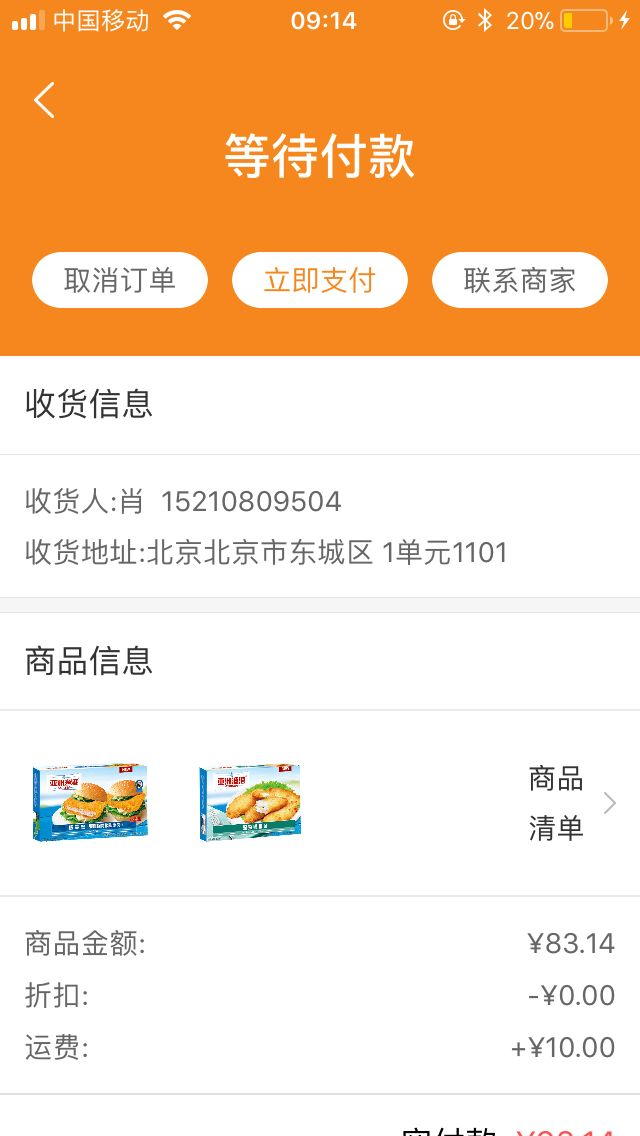 中国移动 09:14 20%
等待付款
取消订单 立即支付 联系商家
收货信息
收货人:肖 15210809504
收货地址:北京北京市东城区 1单元1101
商品信息
商品
清单
商品金额: ¥83.14
折扣: -¥0.00
运费: +¥10.00
实付款